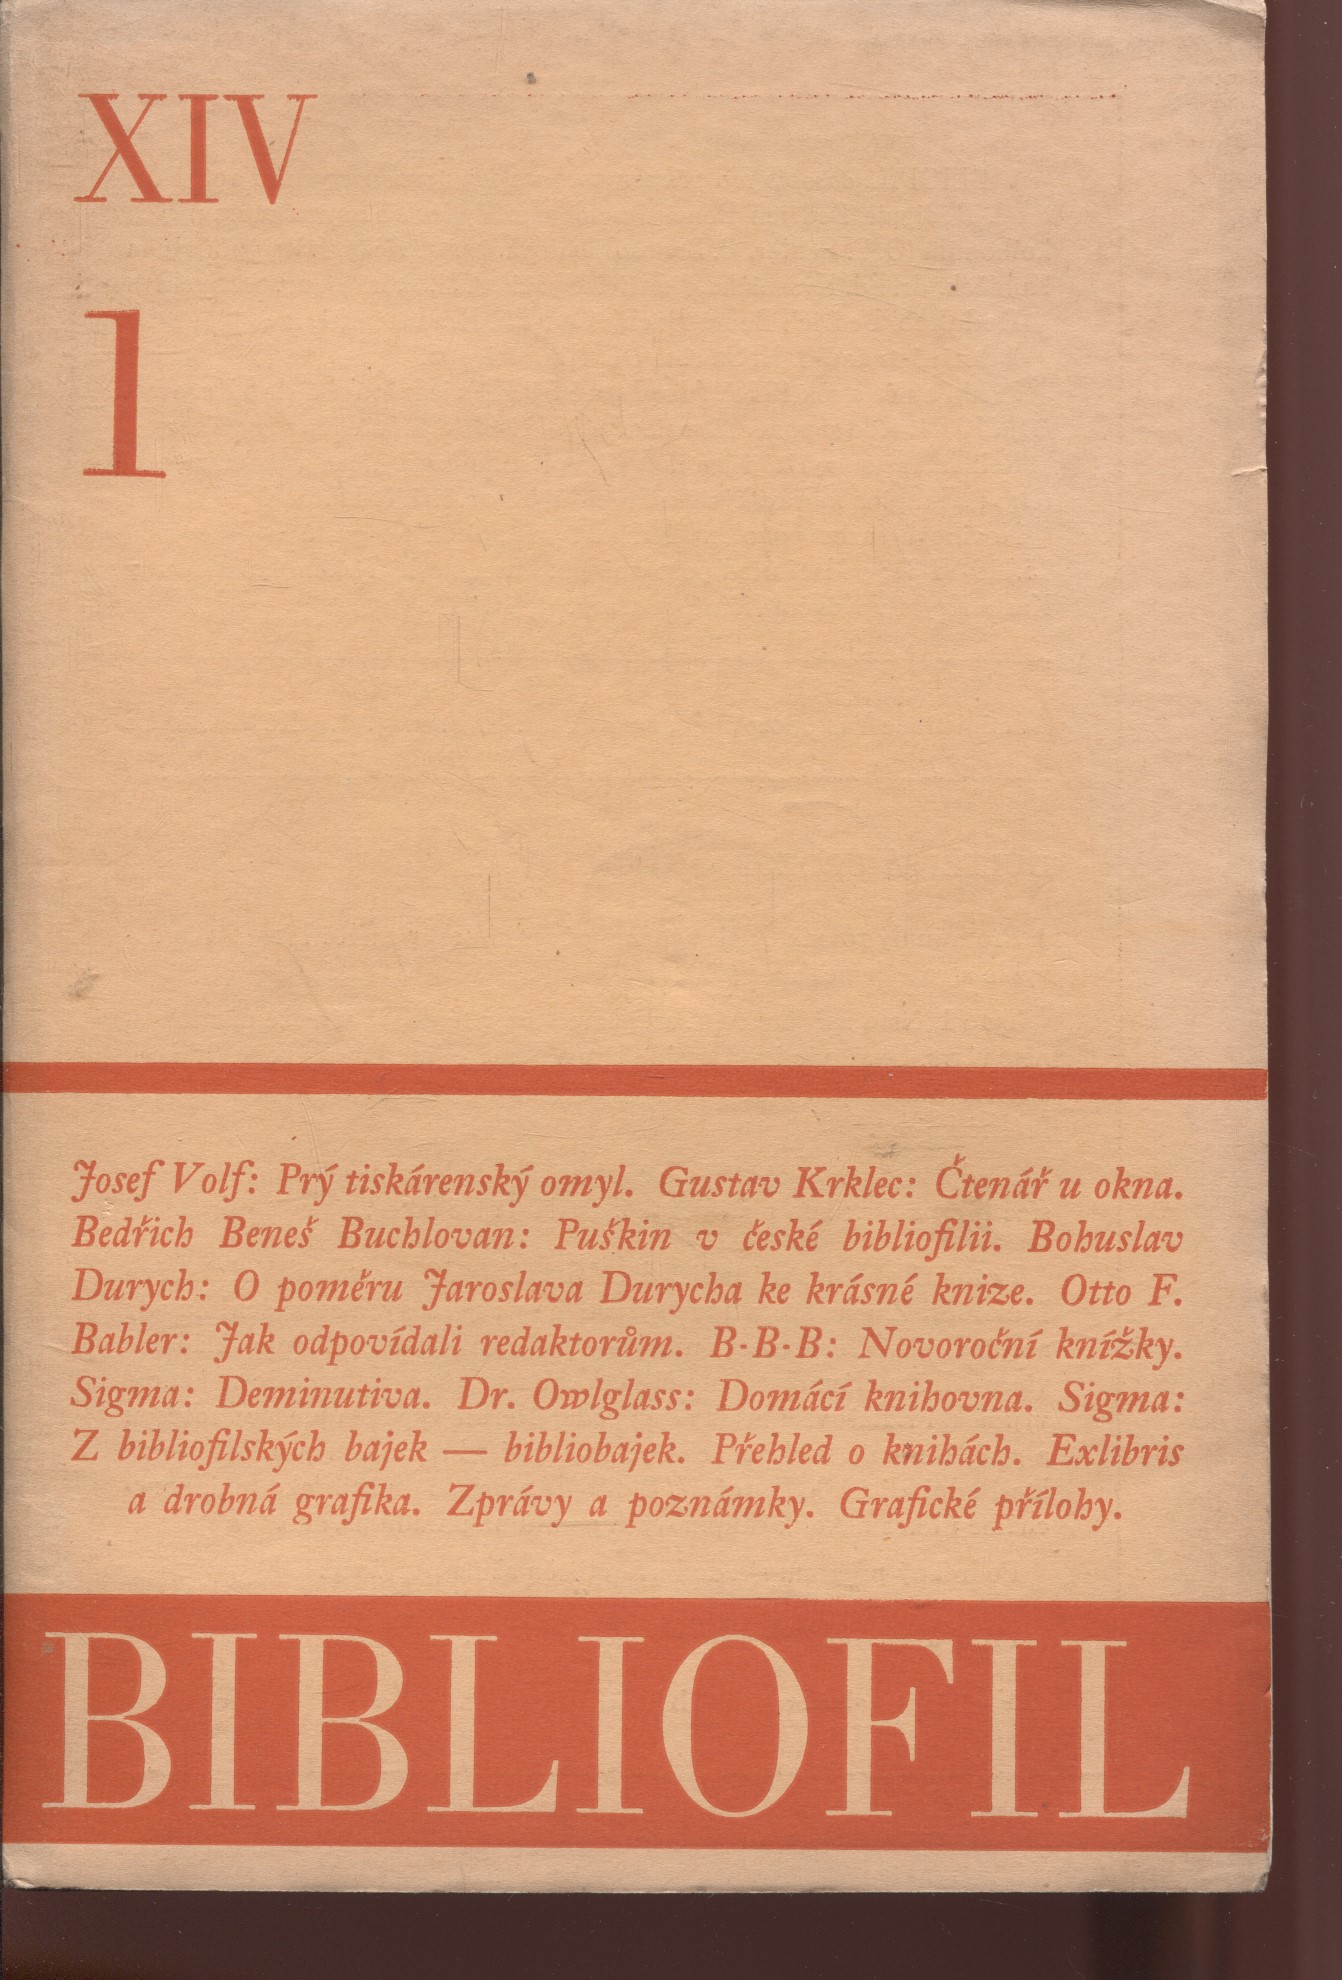 XIV
1
Josef Volf: Prý tiskárenský omyl. Gustav Krklec: Čtenář u okna.
Bedřich Beneš Buchlovan: Puškin v české bibliofilii. Bohuslav
Durych: O poměru Jaroslava Durycha ke krásné knize. Otto F.
Babler: Jak odpovídali redaktorům. B·B·B: Novoroční knížky.
Sigma: Deminutiva. Dr. Owlglass: Domácí knihovna. Sigma:
Z bibliofilských bajek — bibliobajek. Přehled o knihách. Exlibris
a drobná grafika. Zprávy a poznámky. Grafické přílohy.
BIBLIOFIL